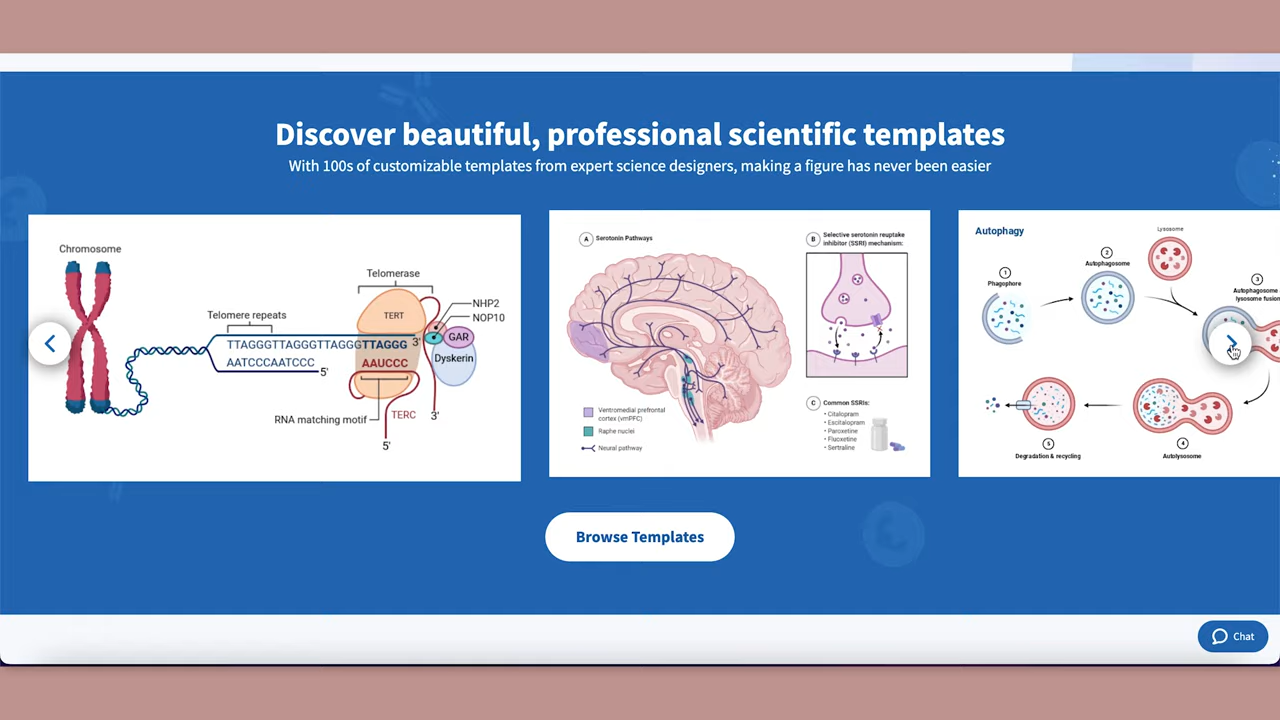 Discover beautiful, professional scientific templates
With 100s of customizable templates from expert science designers, making a figure has never been easier
Chromosome
Telomerase
NHP2
NOP10
TERT
GAR
Dyskerin
Telomere repeats
TTAGGGTTAGGGTTAGGGTTAGGG
3'
AATCCCAATCCC
5'
AAUCCC
RNA matching motif
TERC
3'
5'
A Serotonin Pathways
Ventromedial prefrontal
cortex (vmPFC)
Raphe nuclei
Neural pathway
B Selective serotonin reuptake
inhibitor (SSRI) mechanism:
C Common SSRIs:
• Citalopram
• Escitalopram
• Paroxetine
• Fluoxetine
• Sertraline
Autophagy
1
Phagophore
2
Autophagosome
Lysosome
3
Autophagosome
lysosome fusion
4
Autolysosome
5
Degradation & recycling
Browse Templates
Chat